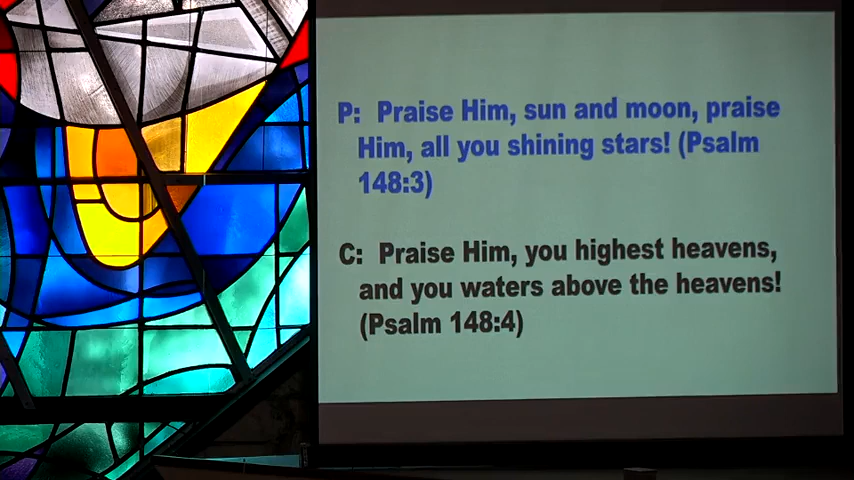 P: Praise Him, sun and moon, praise
Him, all you shining stars! (Psalm
148:3)
C: Praise Him, you highest heavens,
and you waters above the heavens!
(Psalm 148:4)